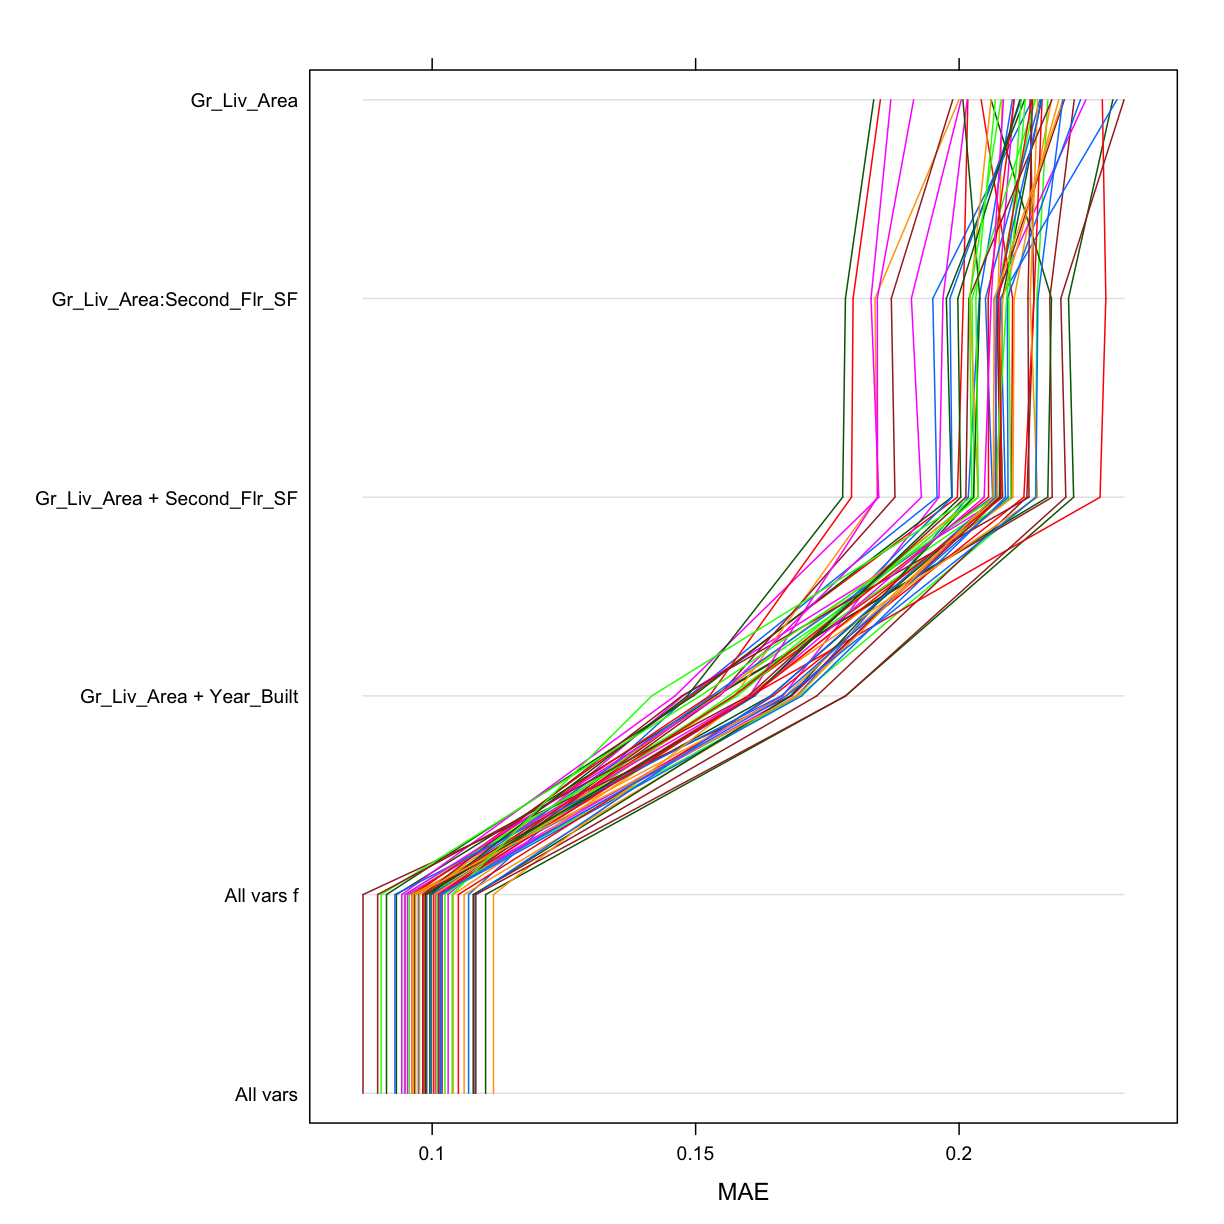 Gr_Liv_Area
Gr_Liv_Area:Second_Flr_SF
Gr_Liv_Area + Second_Flr_SF
Gr_Liv_Area + Year_Built
All vars f
All vars
0.1 0.15 0.2
MAE